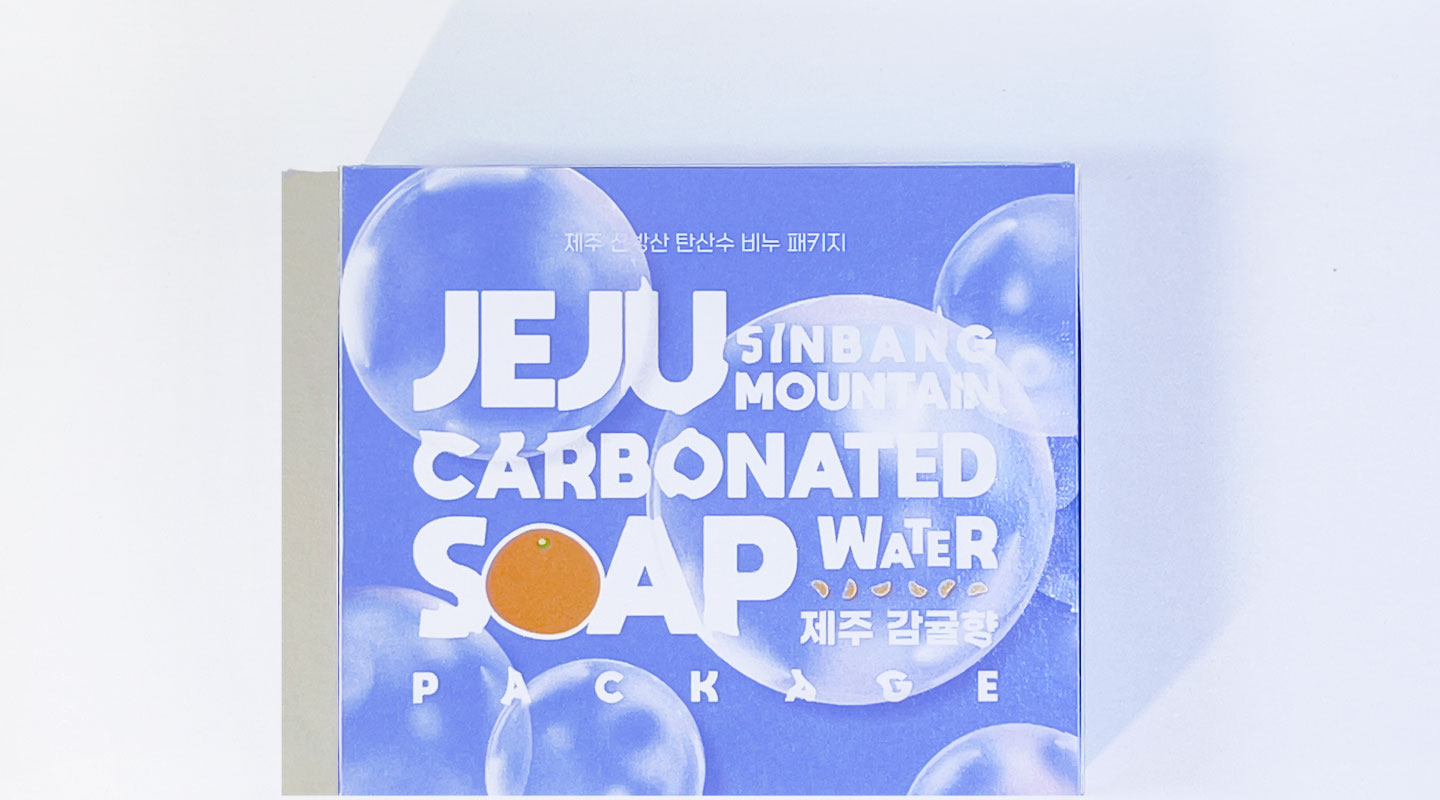 제주 탄산수 비누 패키지
JEJU
SINBANG
MOUNTAIN
CARBONATED
SOAP
WATER
제주 감귤향
PACKAGE